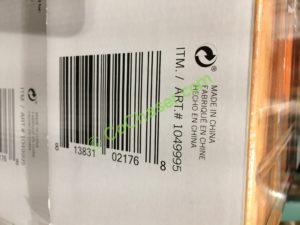 MADE IN CHINA
FABRIQUÉ EN CHINE
HECHO EN CHINA
ITM. / ART.# 1049995
8 13831 02176 8